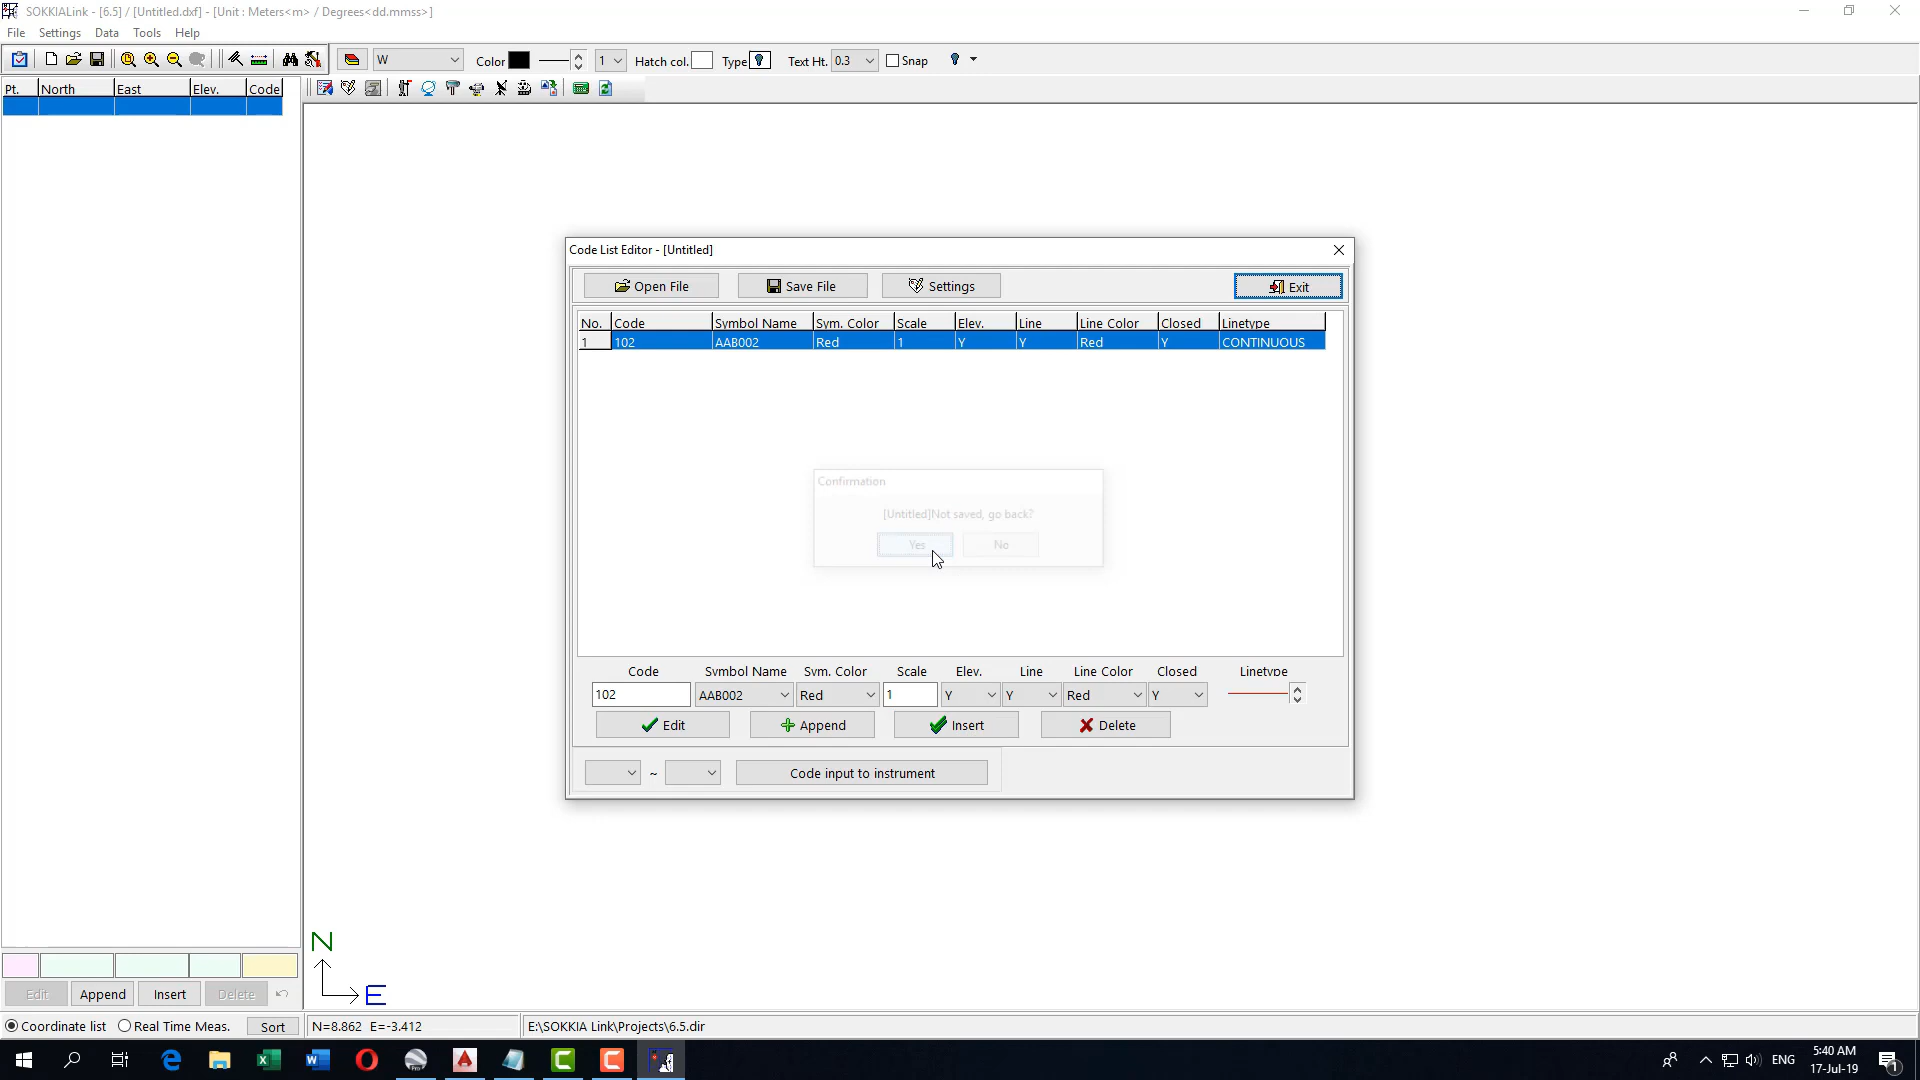 SOKKIALink - [6.5] / [Untitled.dxf] - [Unit : Meters<m> / Degrees<dd.mmss>]
File Settings Data Tools Help
W Color 1 Hatch col. Type Text Ht. 0.3 Snap
Pt. North East Elev. Code
Code List Editor - [Untitled]
Open File Save File Settings Exit
No. Code Symbol Name Sym. Color Scale Elev. Line Line Color Closed Linetype
1 102 AAB002 Red 1 Y Y Red Y CONTINUOUS
Confirmation
[Untitled]Not saved, go back?
Yes No
Code Symbol Name Sym. Color Scale Elev. Line Line Color Closed Linetype
102 AAB002 Red 1 Y Y Red Y
Edit Append Insert Delete
~ Code input to instrument
N
E
Edit Append Insert Delete
Coordinate list Real Time Meas. Sort N=8.862 E=-3.412 E:\SOKKIA Link\Projects\6.5.dir
ENG 5:40 AM
17-Jul-19
1